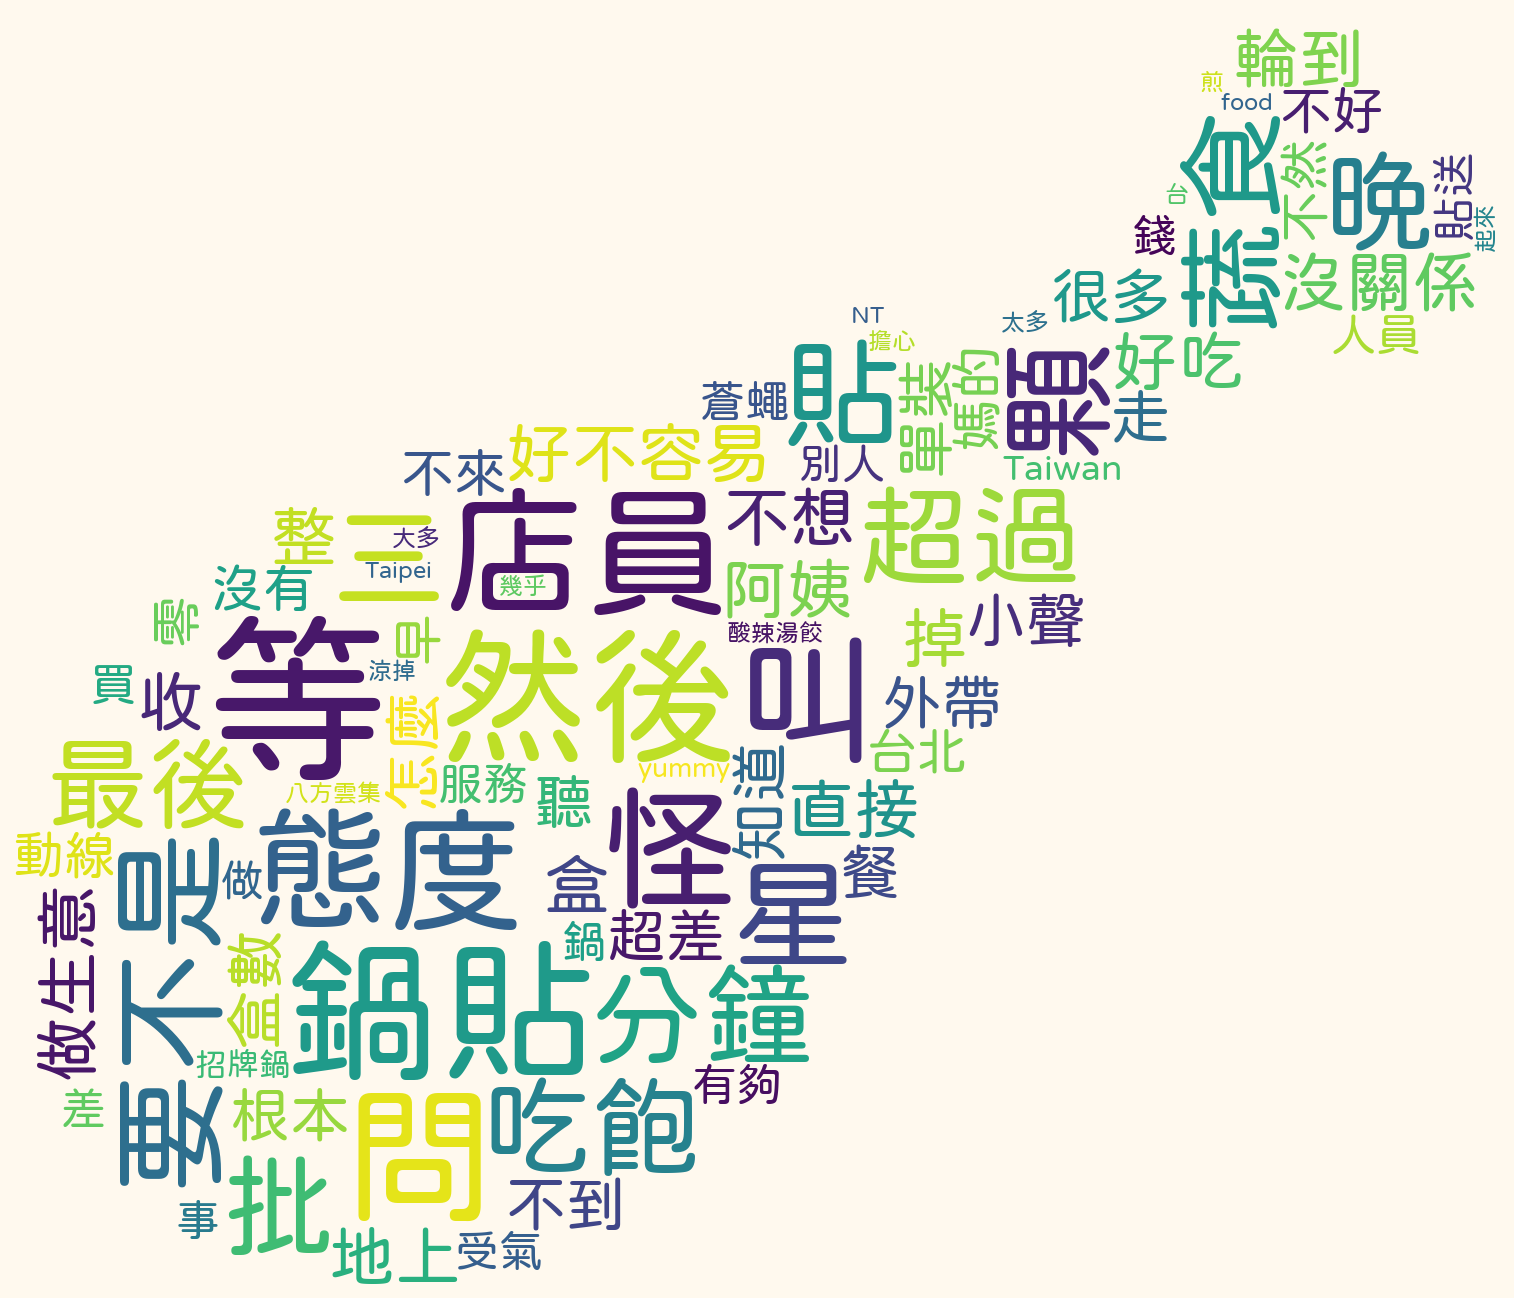 輪到
煎
food
不好
蔬食
不然
晚
貼送
起來
台
錢
沒關係
很多
人員
NT
擔心
太多
好吃
蒼蠅
貼
單裝
媽的
顆
走
Taiwan
別人
好不容易
不來
整
三
大多
Taipei
店員
幾乎
不想
超過
沒有
阿姨
零
早
等
涼掉
然後
酸辣湯餃
叫
掉
小聲
買
收
外帶
台北
怎麼
yummy
最後
八方雲集
服務
聽
知道
直接
動線
不是
做
態度
盒
怪
星
餐
做生意
鍋
超差
盒數
鍋貼
分鐘
招牌鍋
有夠
差
要
根本
問
吃飽
事
批
不到
地上
受氣